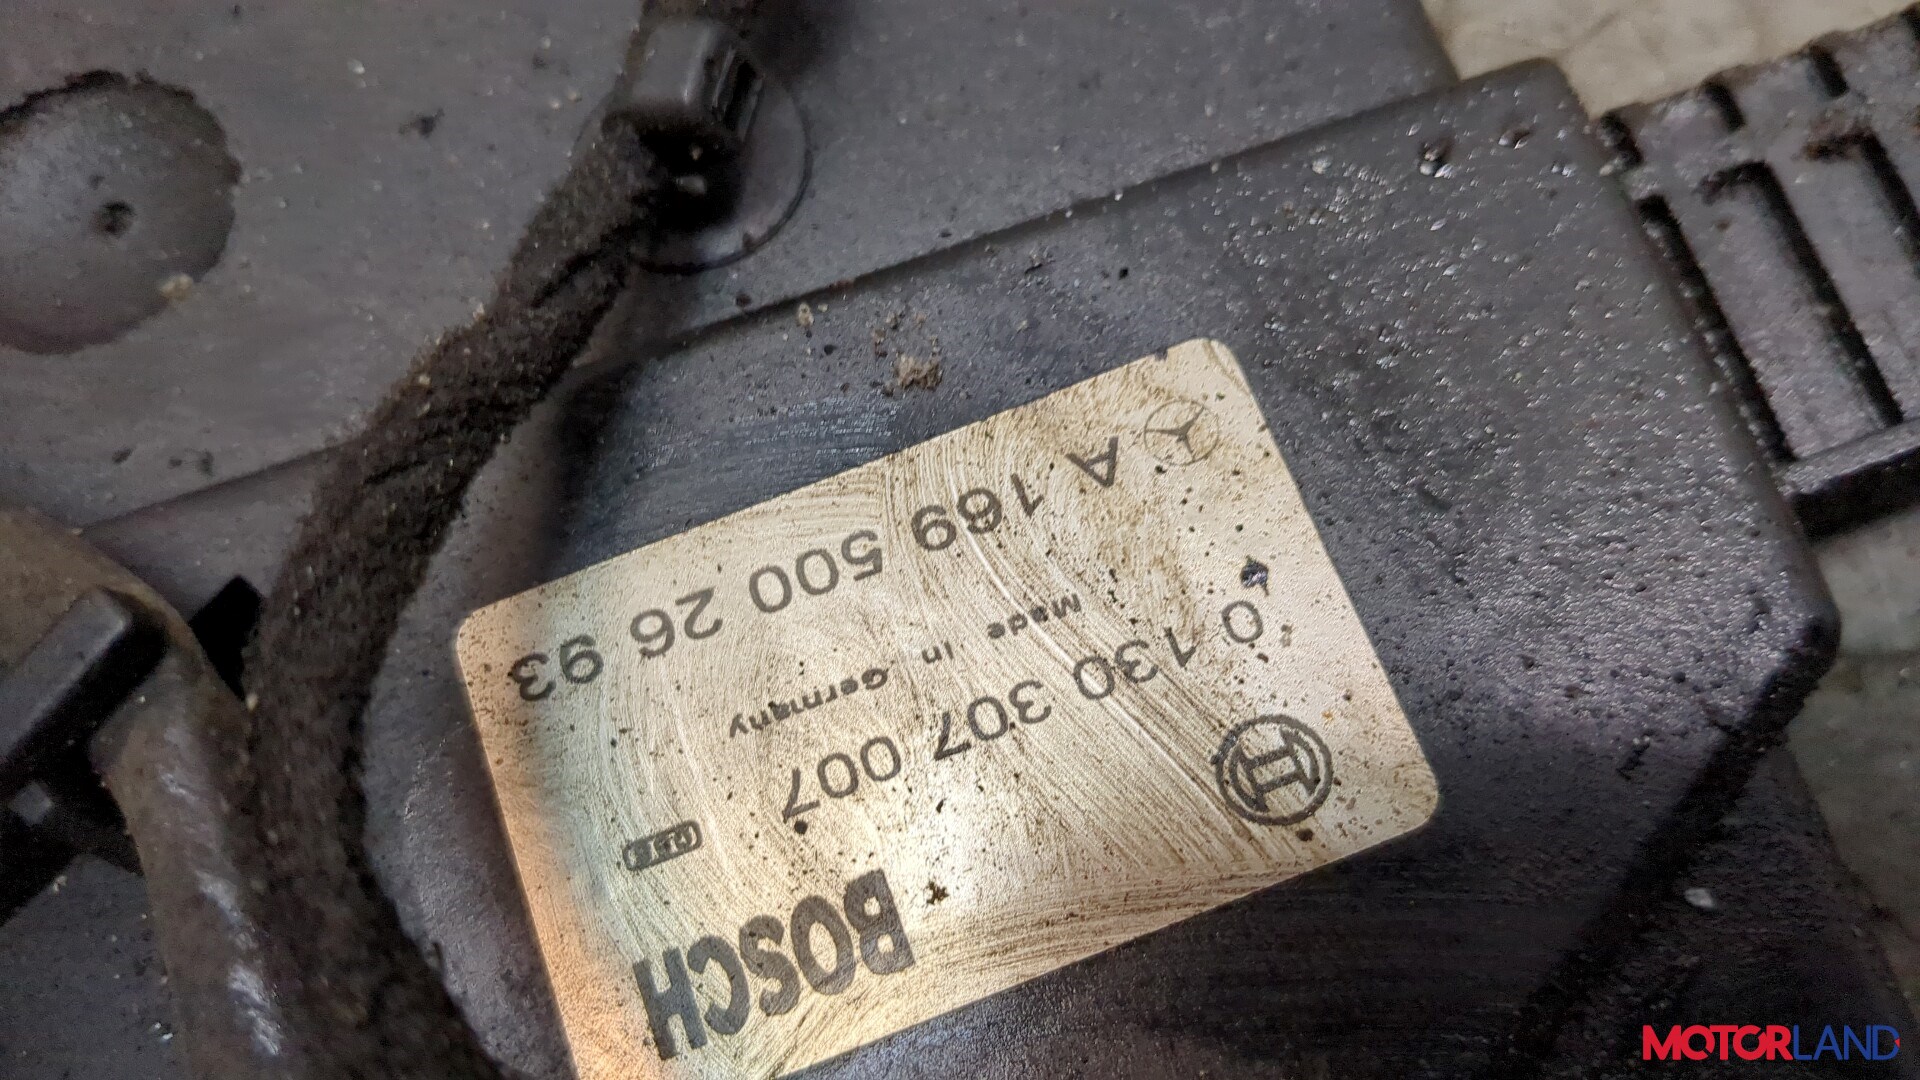 BOSCH
0 130 307 007
Made in Germany
A 169 500 26 93
MOTORLAND